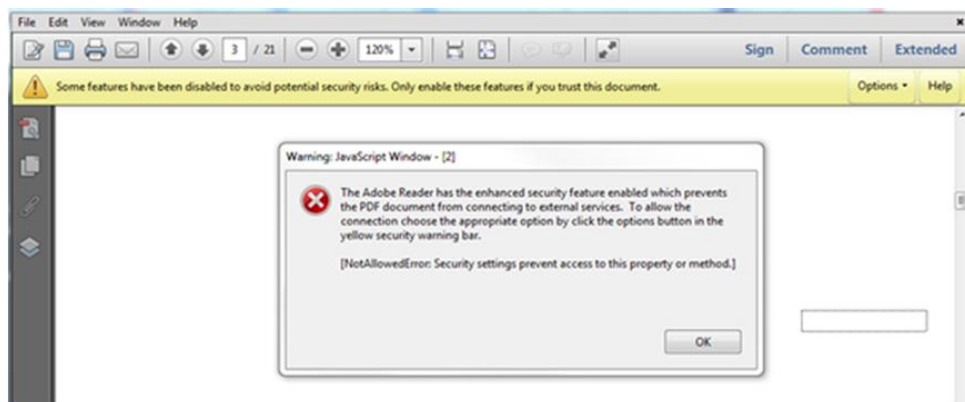 File Edit View Window Help
3 / 21 120% Sign Comment Extended
Some features have been disabled to avoid potential security risks. Only enable these features if you trust this document. Options Help
Warning: JavaScript Window - [2]
The Adobe Reader has the enhanced security feature enabled which prevents
the PDF document from connecting to external services. To allow the
connection choose the appropriate option by click the options button in the
yellow security warning bar.
[NotAllowedError: Security settings prevent access to this property or method.]
OK